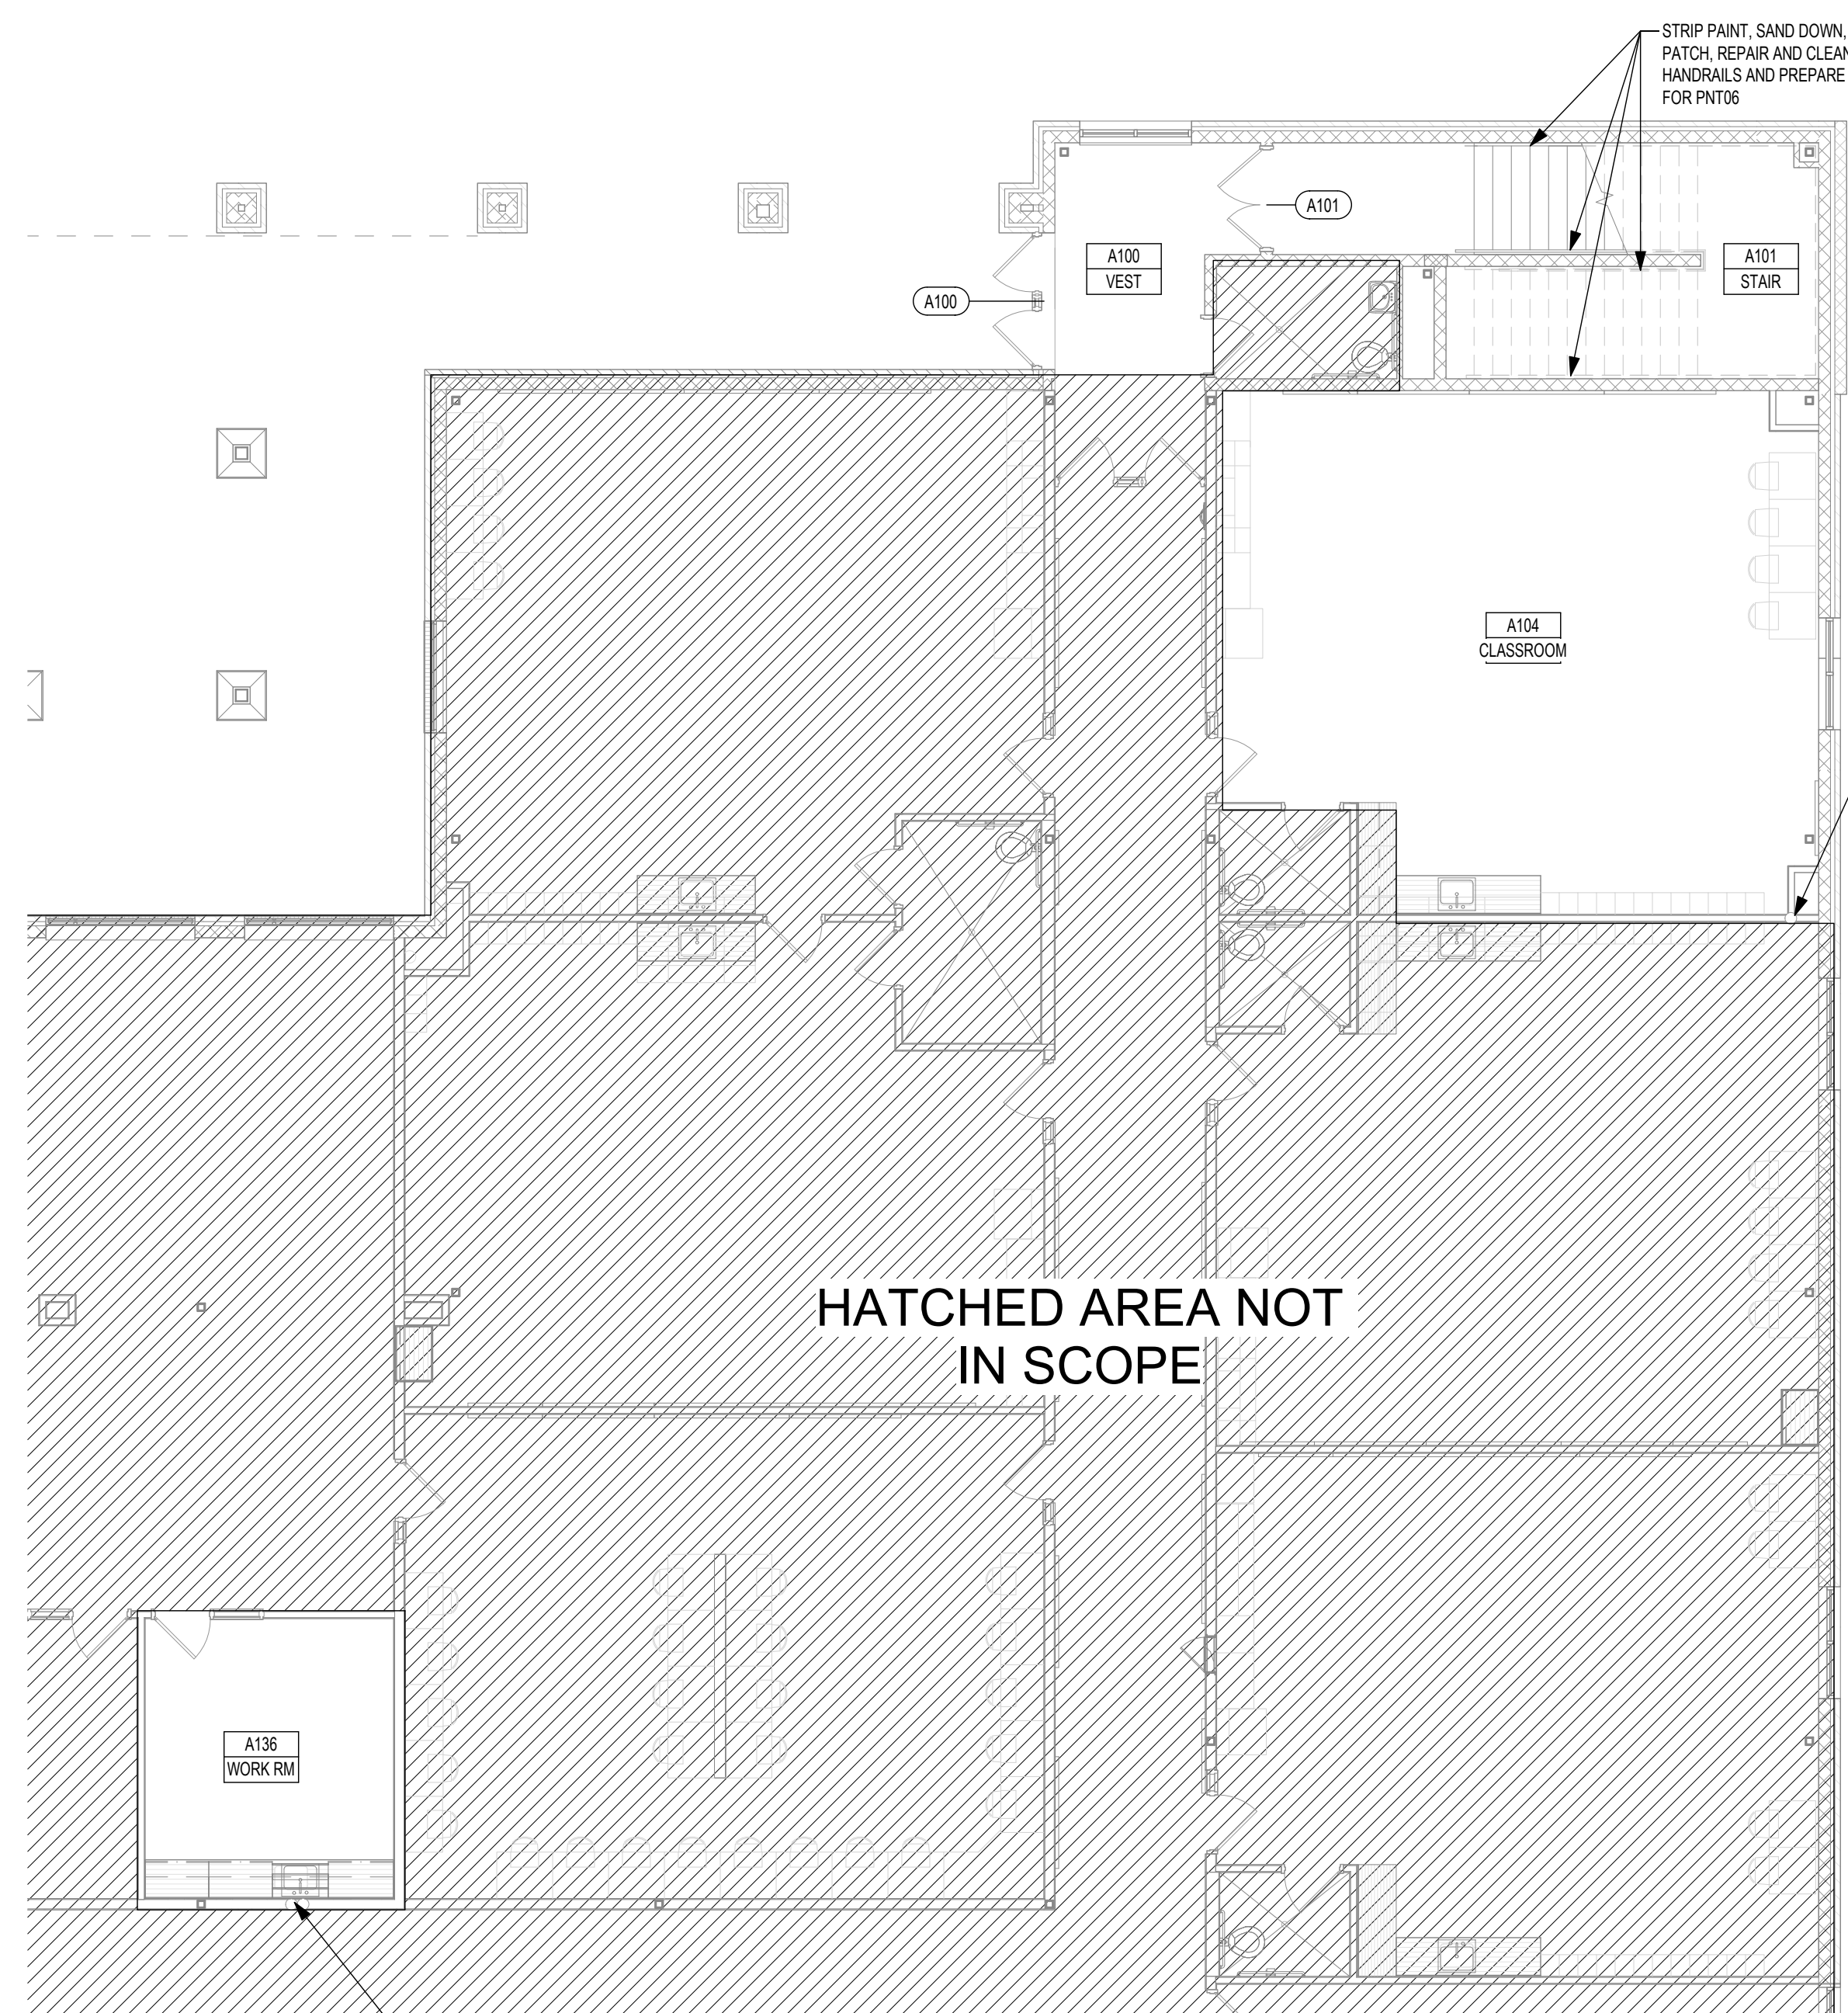 STRIP PAINT, SAND DOWN,
PATCH, REPAIR AND CLEAN
HANDRAILS AND PREPARE
FOR PNT06
A101
A100
VEST
A101
STAIR
A100
A104
CLASSROOM
HATCHED AREA NOT
IN SCOPE
A136
WORK RM